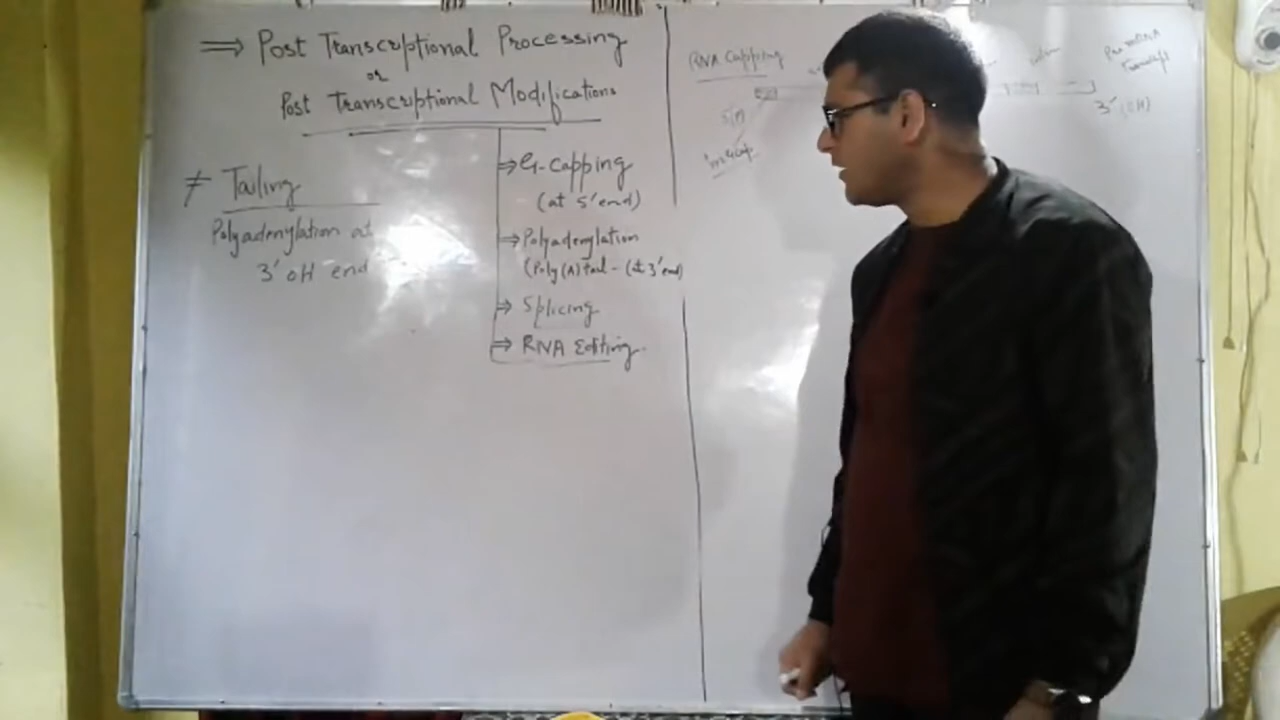 ⇒ Post Transcriptional Processing
or
Post Transcriptional Modifications
⇒ G-capping
(at 5' end)
⇒ Polyadenylation
(Poly (A) tail - (at 3' end)
⇒ Splicing
⇒ RNA Editing
≠ Tailing
Polyadenylation at
3' OH end
RNA Capping
3' (OH)